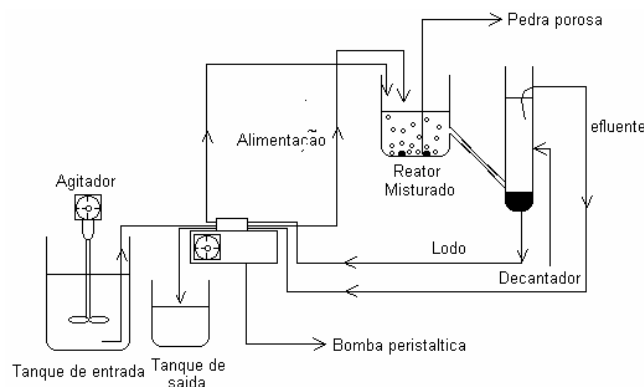 Pedra porosa
Alimentação
efluente
Reator
Misturado
Agitador
Lodo
Decantador
Bomba peristaltica
Tanque de entrada
Tanque de
saida